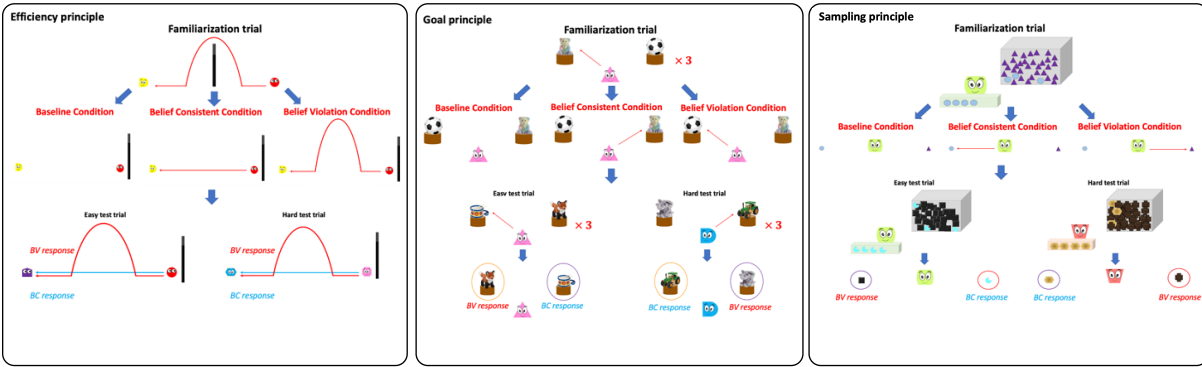 Efficiency principle
Familiarization trial
Baseline Condition
Belief Consistent Condition
Belief Violation Condition
Easy test trial
Hard test trial
BV response
BV response
BC response
BC response
Goal principle
Familiarization trial
× 3
Baseline Condition
Belief Consistent Condition
Belief Violation Condition
Easy test trial
Hard test trial
× 3
× 3
BV response
BC response
BC response
BV response
Sampling principle
Familiarization trial
Baseline Condition
Belief Consistent Condition
Belief Violation Condition
Easy test trial
Hard test trial
BV response
BC response
BC response
BV response